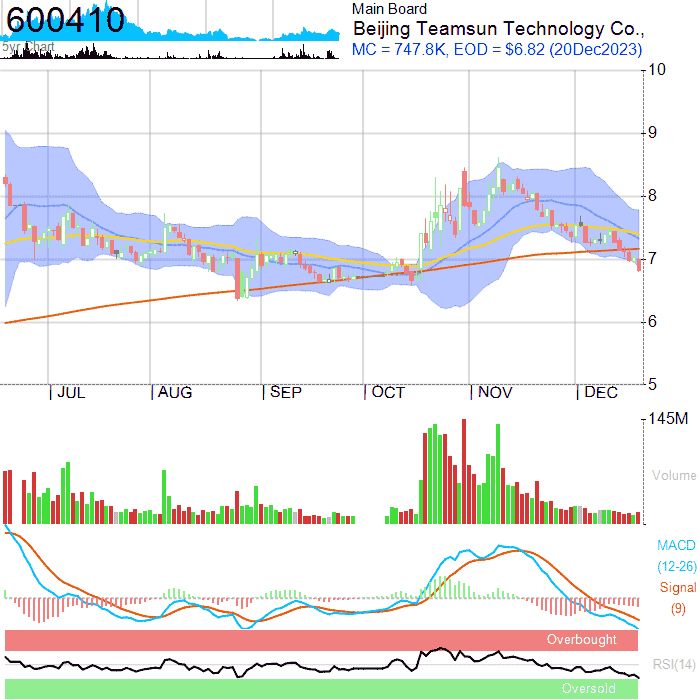 600410
5yr Chart
Main Board
Beijing Teamsun Technology Co.,
MC = 747.8K, EOD = $6.82 (20Dec2023)
10
9
8
7
6
5
JUL AUG SEP OCT NOV DEC
145M
Volume
MACD
(12-26)
Signal
(9)
Overbought
RSI(14)
Oversold